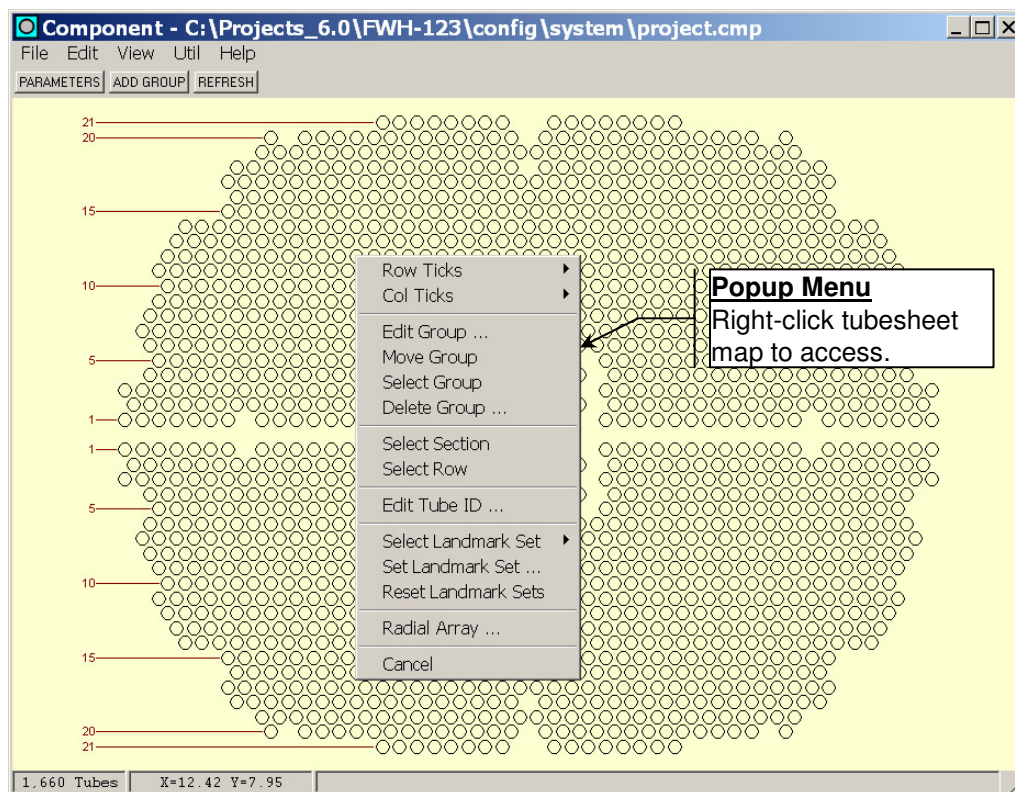 Component - C:\Projects_6.0\FWH-123\config\system\project.cmp
File Edit View Util Help
PARAMETERS ADD GROUP REFRESH
21
20
15
10
5
1
1
5
10
15
20
21
Row Ticks
Col Ticks
Edit Group ...
Move Group
Select Group
Delete Group ...
Select Section
Select Row
Edit Tube ID ...
Select Landmark Set
Set Landmark Set ...
Reset Landmark Sets
Radial Array ...
Cancel
Popup Menu
Right-click tubesheet
map to access.
1,660 Tubes X=12.42 Y=7.95